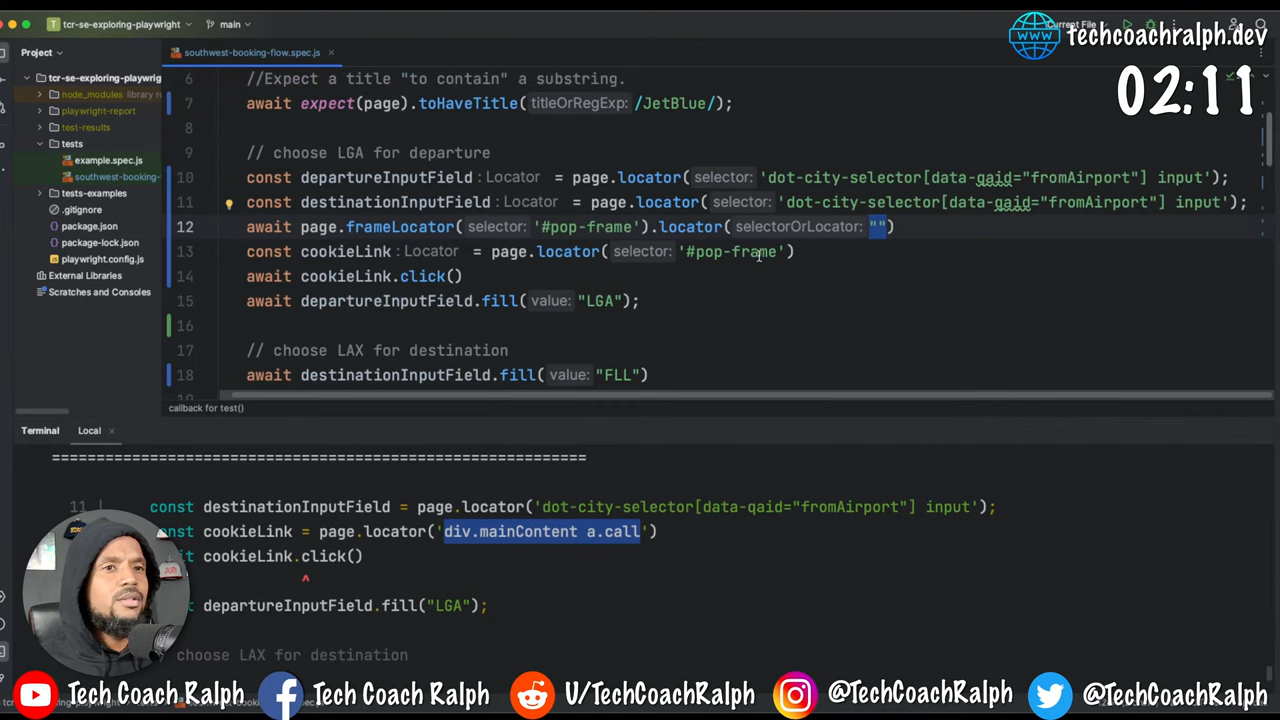 tcr-se-exploring-playwright
main
Current File
techcoachralph.dev
02:11
Project
southwest-booking-flow.spec.js
tcr-se-exploring-playwrig
node_modules library ro
playwright-report
test-results
tests
example.spec.js
southwest-booking-
tests-examples
.gitignore
package.json
package-lock.json
playwright.config.js
External Libraries
Scratches and Consoles
6 //Expect a title "to contain" a substring.
7 await expect(page).toHaveTitle( titleOrRegExp: /JetBlue/);
8
9 // choose LGA for departure
10 const departureInputField : Locator = page.locator( selector: 'dot-city-selector[data-qaid="fromAirport"] input');
11 const destinationInputField : Locator = page.locator( selector: 'dot-city-selector[data-qaid="fromAirport"] input');
12 await page.frameLocator( selector: '#pop-frame').locator( selectorOrLocator: "")
13 const cookieLink : Locator = page.locator( selector: '#pop-frame')
14 await cookieLink.click()
15 await departureInputField.fill( value: "LGA");
16
17 // choose LAX for destination
18 await destinationInputField.fill( value: "FLL")
callback for test()
Terminal Local
=========================================================
11 | const destinationInputField = page.locator('dot-city-selector[data-qaid="fromAirport"] input');
onst cookieLink = page.locator('div.mainContent a.call')
it cookieLink.click()
^
t departureInputField.fill("LGA");
choose LAX for destination
Tech Coach Ralph
Tech Coach Ralph
U/TechCoachRalph
@TechCoachRalph
@TechCoachRalph